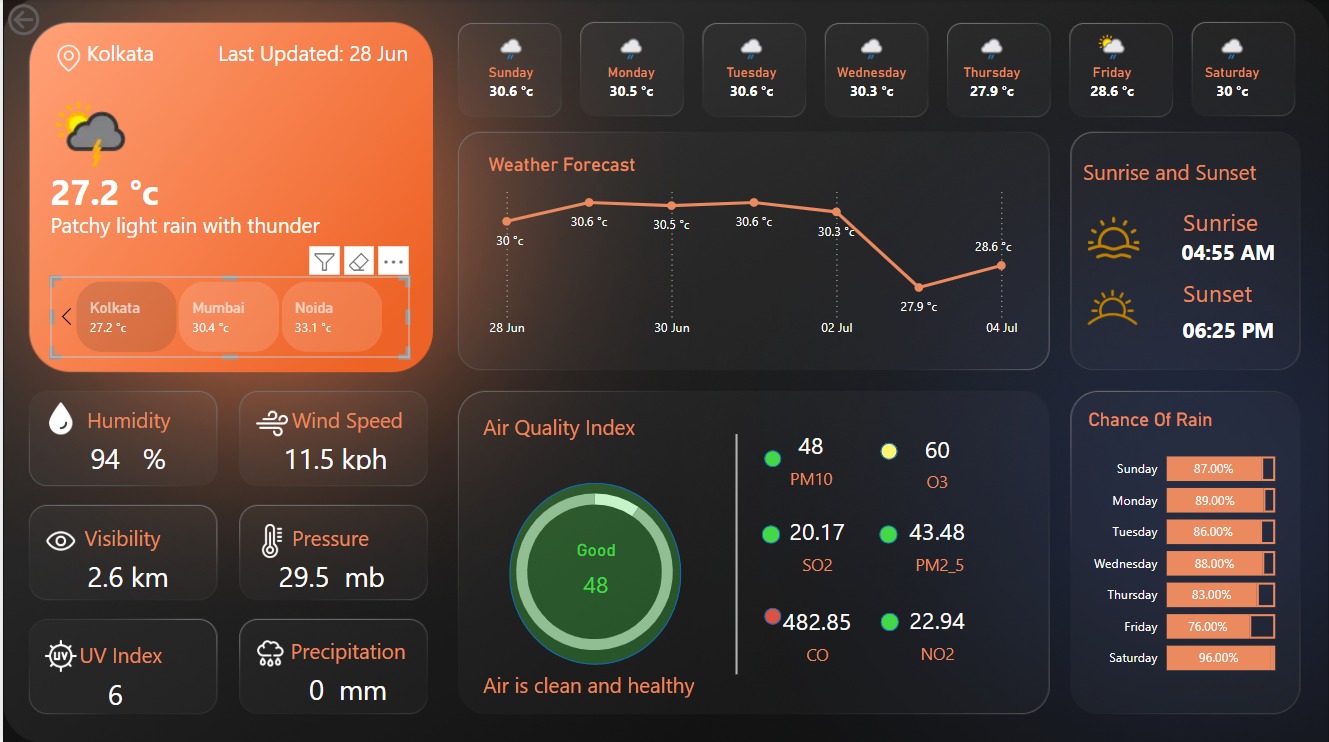 Kolkata Last Updated: 28 Jun
27.2 °c
Patchy light rain with thunder
Kolkata
27.2 °c
Mumbai
30.4 °c
Noida
33.1 °c
Sunday
30.6 °c
Monday
30.5 °c
Tuesday
30.6 °c
Wednesday
30.3 °c
Thursday
27.9 °c
Friday
28.6 °c
Saturday
30 °c
Weather Forecast
30 °c
30.6 °c
30.5 °c
30.6 °c
30.3 °c
27.9 °c
28.6 °c
28 Jun
30 Jun
02 Jul
04 Jul
Sunrise and Sunset
Sunrise
04:55 AM
Sunset
06:25 PM
Humidity
94 %
Wind Speed
11.5 kph
Visibility
2.6 km
Pressure
29.5 mb
UV
UV Index
6
Precipitation
0 mm
Air Quality Index
Good
48
Air is clean and healthy
48
PM10
60
O3
20.17
SO2
43.48
PM2_5
482.85
CO
22.94
NO2
Chance Of Rain
Sunday 87.00%
Monday 89.00%
Tuesday 86.00%
Wednesday 88.00%
Thursday 83.00%
Friday 76.00%
Saturday 96.00%